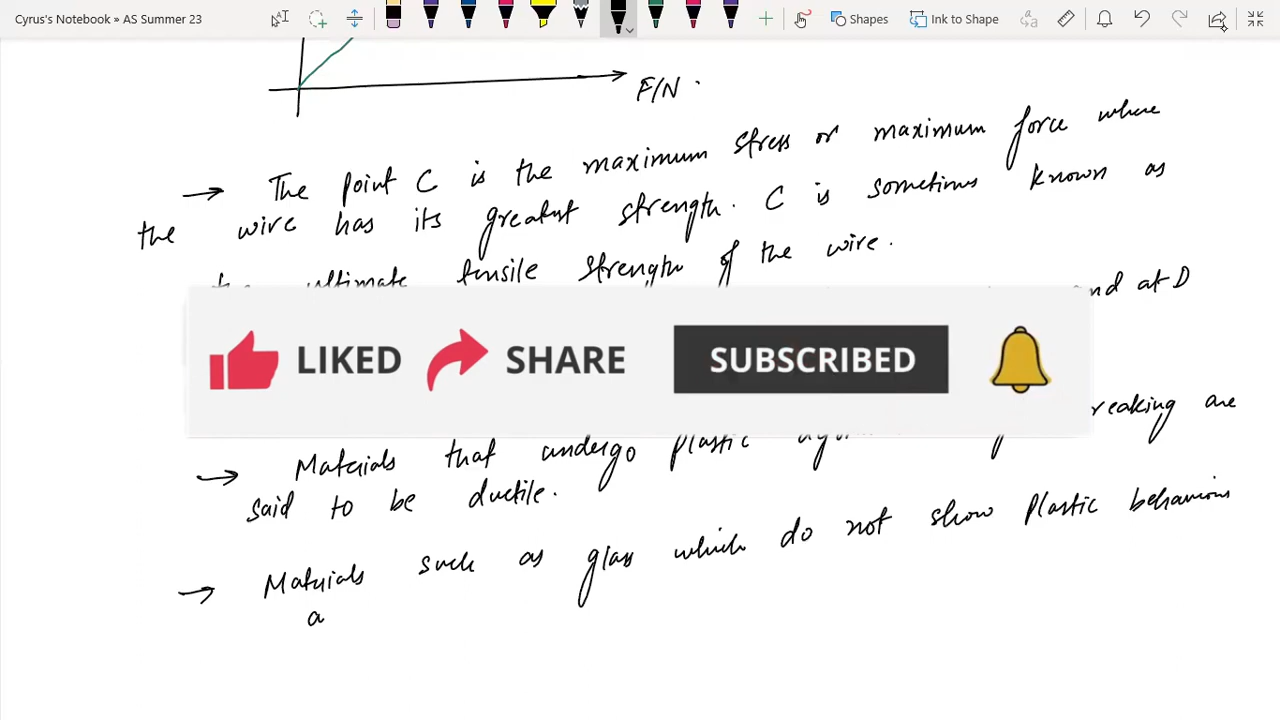 Cyrus's Notebook » AS Summer 23
Shapes
Ink to Shape
F/N
→ The point C is the maximum stress or maximum force where
the wire has its greatest strength. C is sometimes known as
ultimate tensile strength of the wire.
and at D
LIKED SHARE SUBSCRIBED
→ Materials that undergo plastic breaking are
said to be ductile.
→ Materials such as glass which do not show plastic behaviour
a